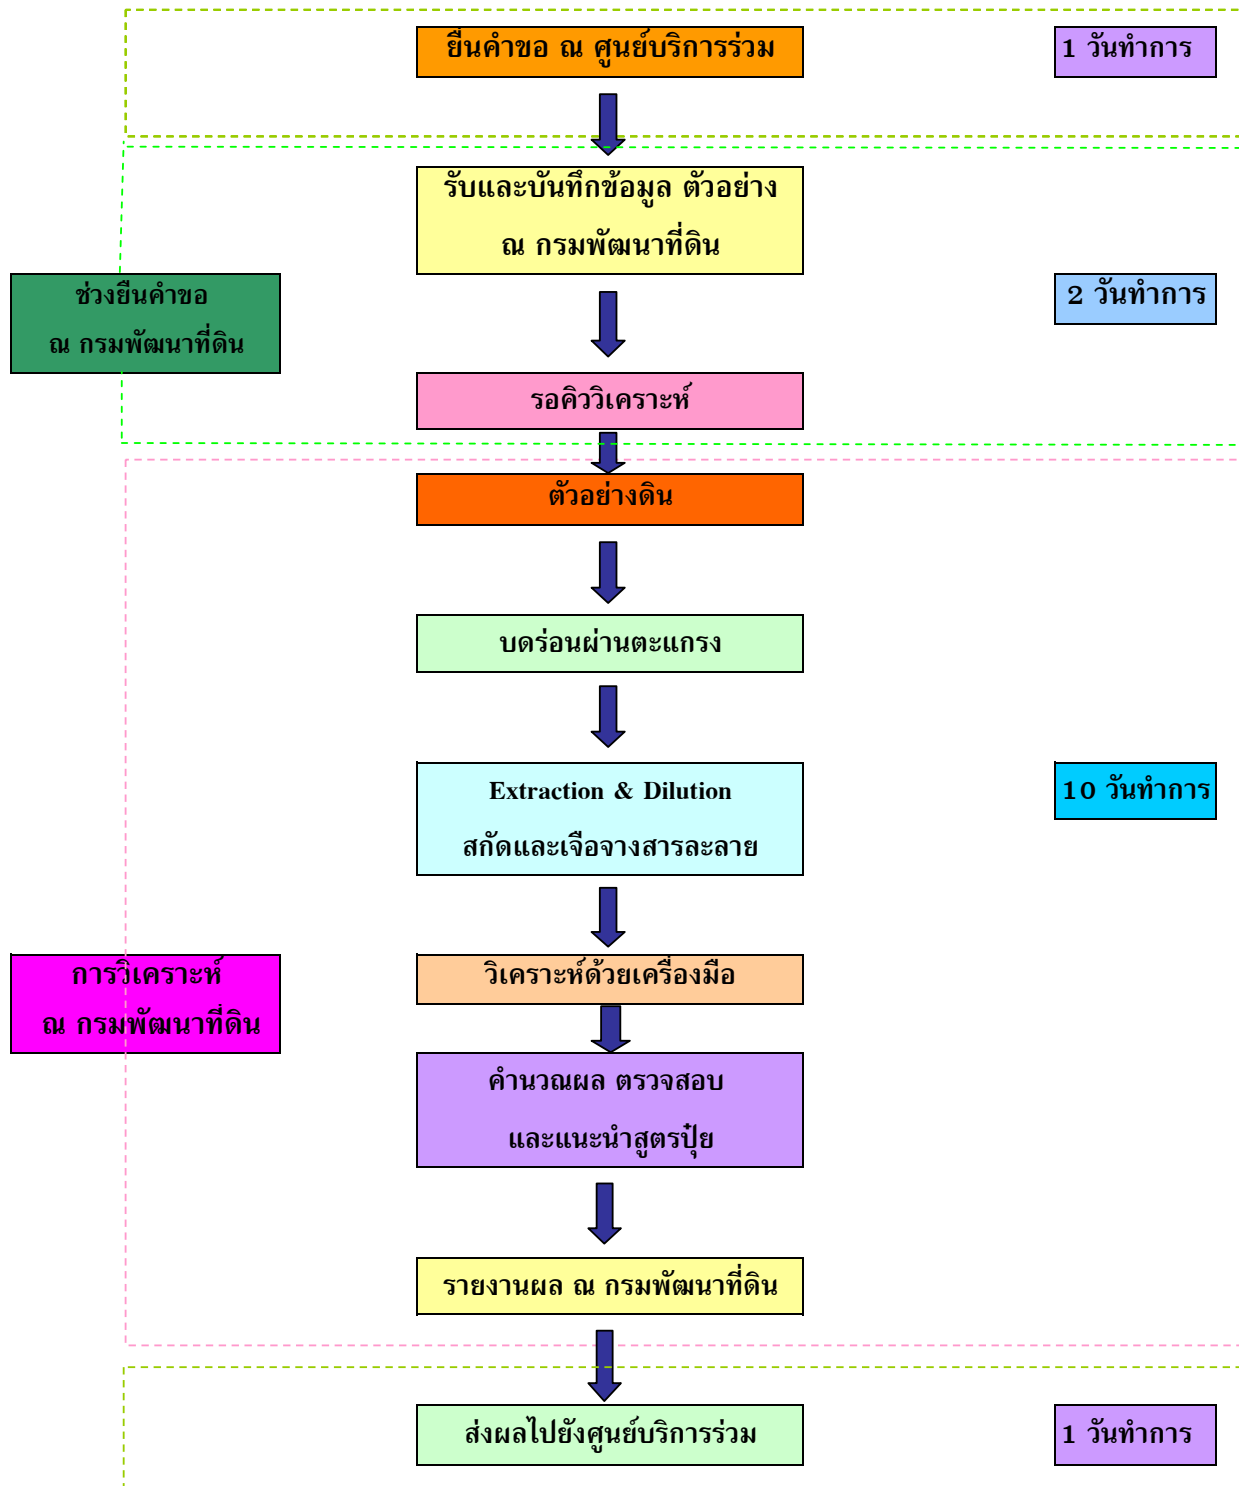 ยื่นคำขอ ณ ศูนย์บริการร่วม
1 วันทำการ
รับและบันทึกข้อมูล ตัวอย่าง
ณ กรมพัฒนาที่ดิน
ช่วงยื่นคำขอ
ณ กรมพัฒนาที่ดิน
2 วันทำการ
รอคิววิเคราะห์
ตัวอย่างดิน
บดร่อนผ่านตะแกรง
Extraction & Dilution
สกัดและเจือจางสารละลาย
10 วันทำการ
การวิเคราะห์
ณ กรมพัฒนาที่ดิน
วิเคราะห์ด้วยเครื่องมือ
คำนวณผล ตรวจสอบ
และแนะนำสูตรปุ๋ย
รายงานผล ณ กรมพัฒนาที่ดิน
ส่งผลไปยังศูนย์บริการร่วม
1 วันทำการ